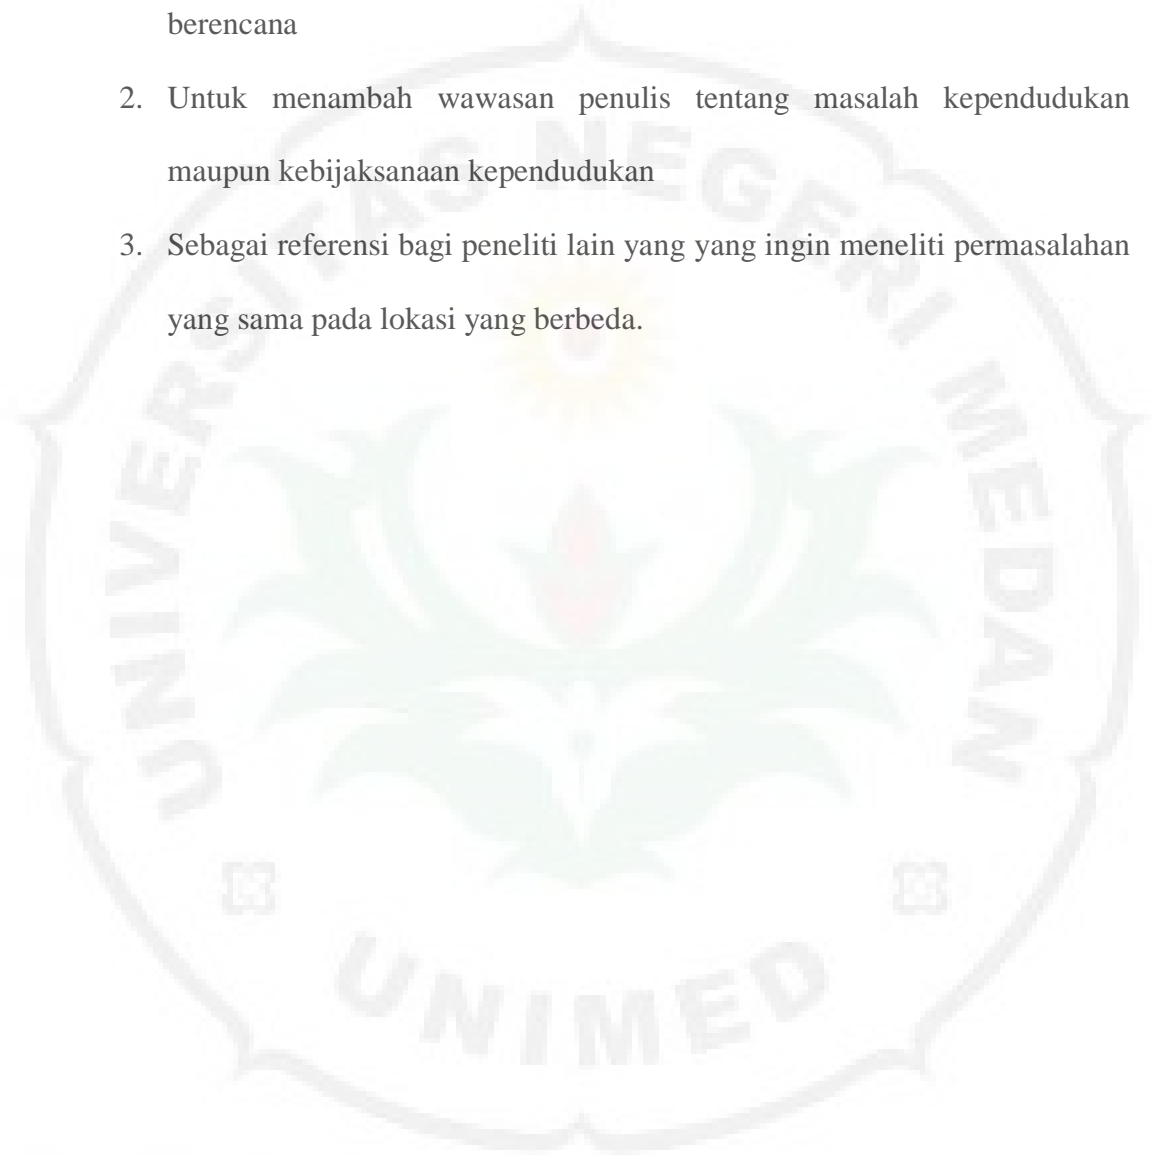 berencana
2. Untuk menambah wawasan penulis tentang masalah kependudukan
maupun kebijaksanaan kependudukan
3. Sebagai referensi bagi peneliti lain yang yang ingin meneliti permasalahan
yang sama pada lokasi yang berbeda.
UNIVERSITAS NEGERI MEDAN
UNIMED